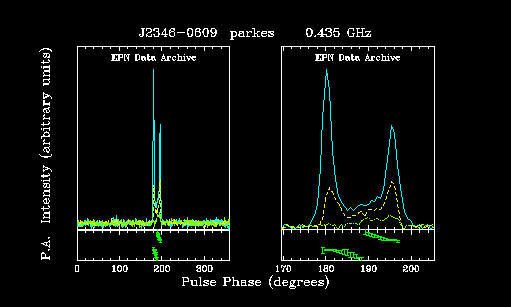 J2346-0609 parkes 0.435 GHz
EPN Data Archive EPN Data Archive
P.A. Intensity (arbitrary units)
0 100 200 300 170 180 190 200
Pulse Phase (degrees)